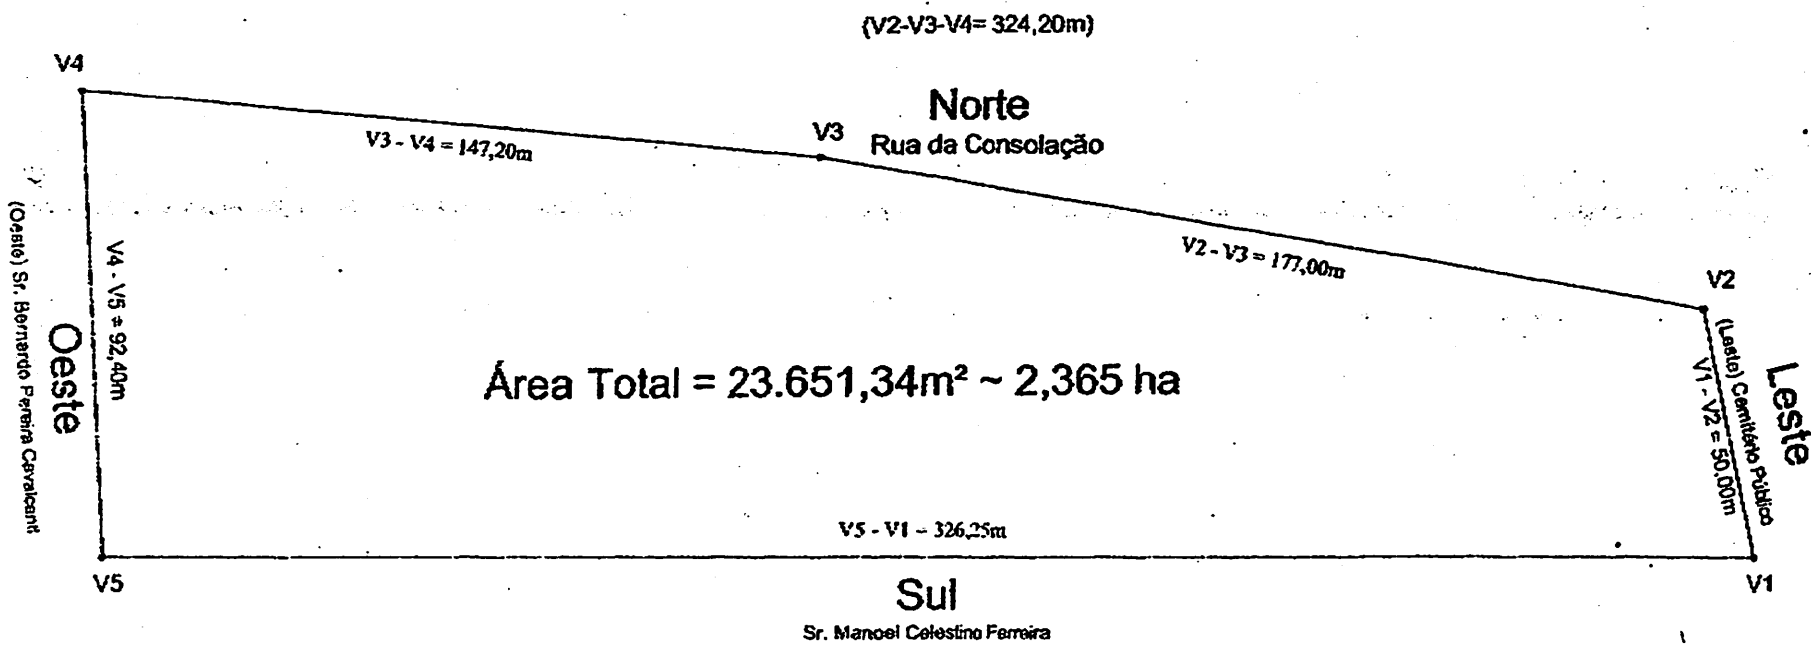 (V2-V3-V4= 324,20m)
V4
Norte
V3
Rua da Consolação
V3 - V4 = 147,20m
V2 - V3 = 177,00m
V2
(Oeste) Sr. Bernardo Pereira Cavalcanti
Oeste
V4 - V5 = 92,40m
Área Total = 23.651,34m² ~ 2,365 ha
V1 - V2 = 50,00m
(Leste) Cemitério Público
Leste
V5 - V1 = 326,25m
V5
V1
Sul
Sr. Manoel Celestino Ferreira